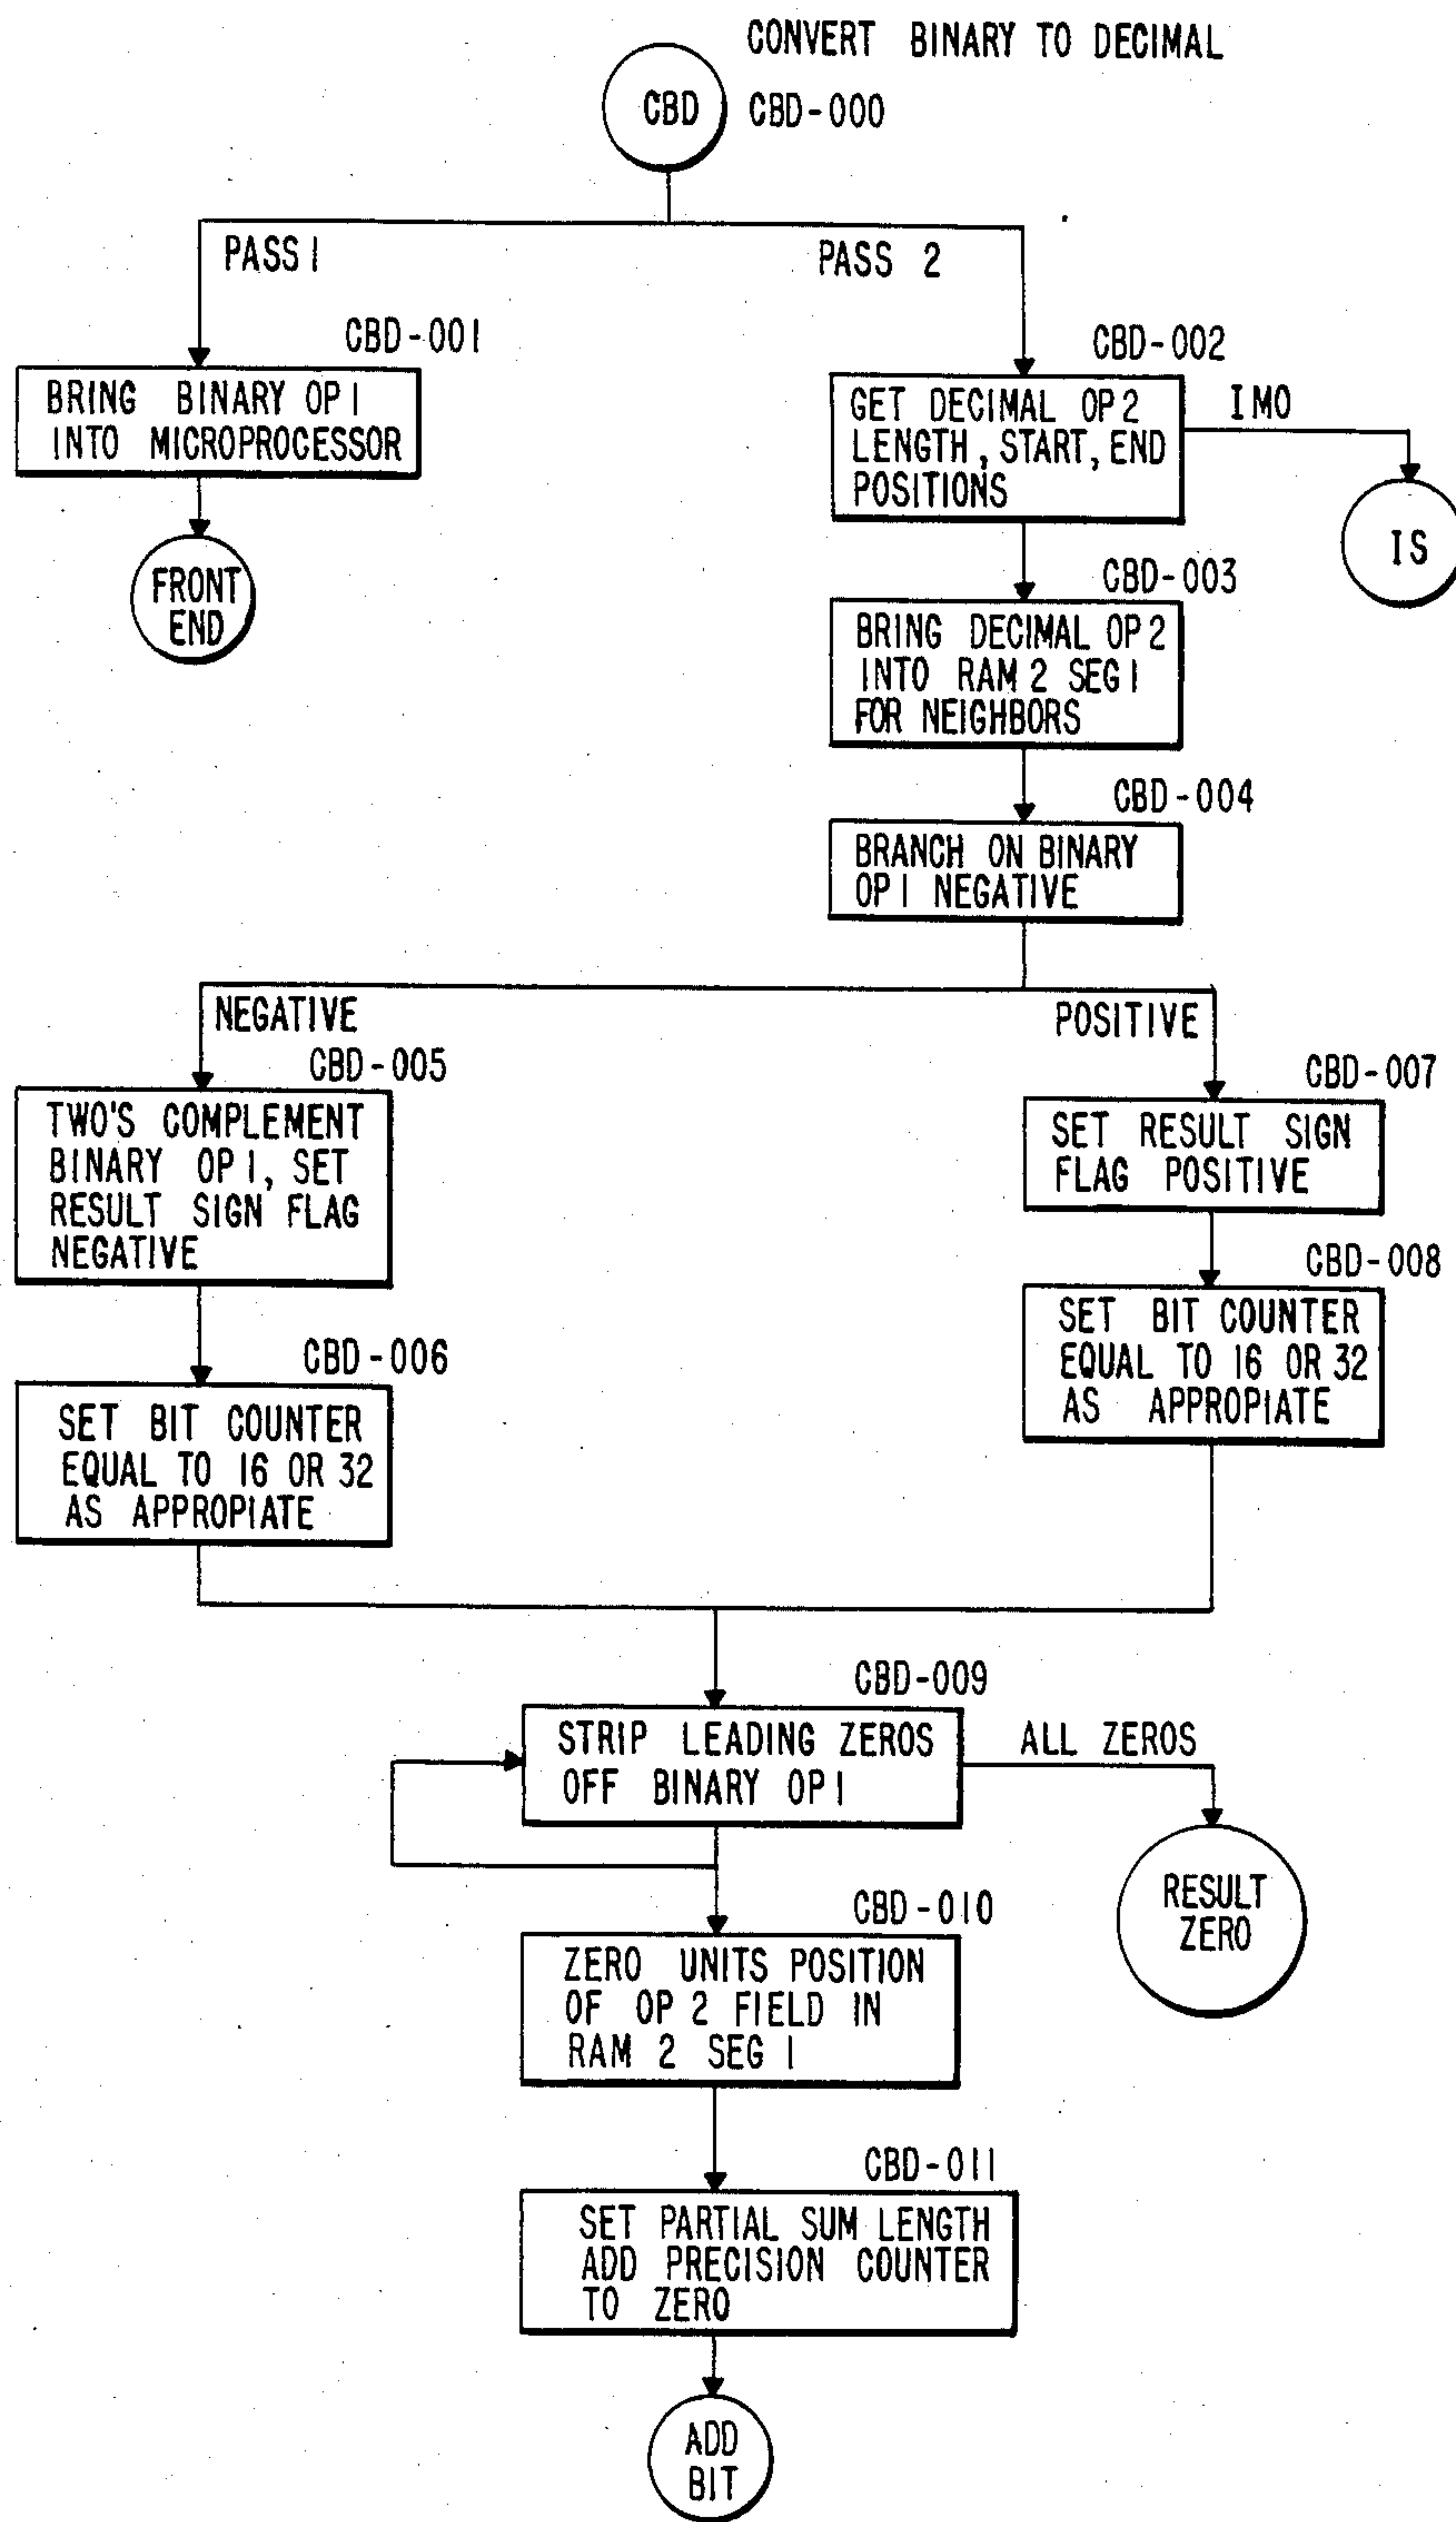 CONVERT BINARY TO DECIMAL
CBD
CBD-000
PASS 1
PASS 2
CBD-001
BRING BINARY OP 1
INTO MICROPROCESSOR
FRONT
END
CBD-002
GET DECIMAL OP 2
LENGTH, START, END
POSITIONS
IMO
IS
CBD-003
BRING DECIMAL OP 2
INTO RAM 2 SEG 1
FOR NEIGHBORS
CBD-004
BRANCH ON BINARY
OP 1 NEGATIVE
NEGATIVE
POSITIVE
CBD-005
TWO'S COMPLEMENT
BINARY OP 1, SET
RESULT SIGN FLAG
NEGATIVE
CBD-007
SET RESULT SIGN
FLAG POSITIVE
CBD-006
SET BIT COUNTER
EQUAL TO 16 OR 32
AS APPROPIATE
CBD-008
SET BIT COUNTER
EQUAL TO 16 OR 32
AS APPROPIATE
CBD-009
STRIP LEADING ZEROS
OFF BINARY OP 1
ALL ZEROS
RESULT
ZERO
CBD-010
ZERO UNITS POSITION
OF OP 2 FIELD IN
RAM 2 SEG 1
CBD-011
SET PARTIAL SUM LENGTH
ADD PRECISION COUNTER
TO ZERO
ADD
BIT